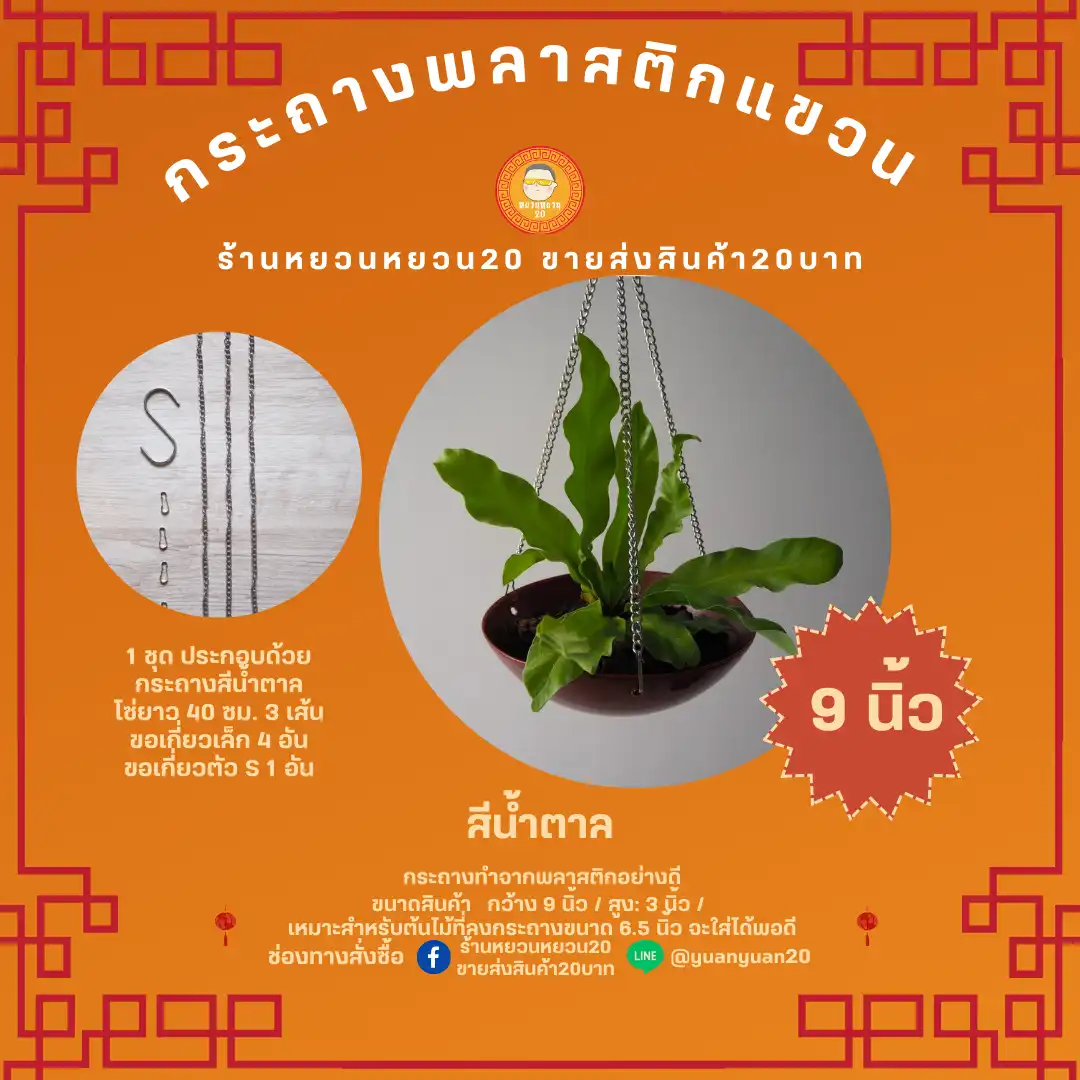 กระถางพลาสติกแขวน
หยวนหยวน
20
ร้านหยวนหยวน20 ขายส่งสินค้า20บาท
1 ชุด ประกอบด้วย
กระถางสีน้ำตาล
โซ่ยาว 40 ซม. 3 เส้น
ขอเกี่ยวเล็ก 4 อัน
ขอเกี่ยวตัว S 1 อัน
9 นิ้ว
สีน้ำตาล
กระถางทำจากพลาสติกอย่างดี
ขนาดสินค้า กว้าง 9 นิ้ว / สูง: 3 นิ้ว /
เหมาะสำหรับต้นไม้ที่ลงกระถางขนาด 6.5 นิ้ว จะใส่ได้พอดี
ช่องทางสั่งซื้อ
ร้านหยวนหยวน20
ขายส่งสินค้า20บาท
LINE
@yuanyuan20